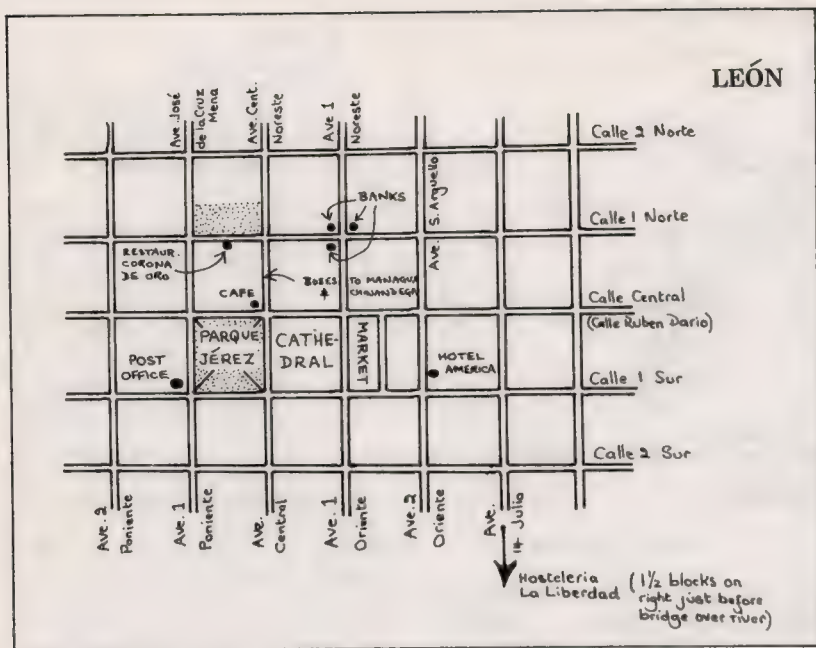 LEÓN
Ave. José
de la Cruz
Mena
Ave. Cent.
Noreste
Ave 1
Noreste
Calle 2 Norte
BANKS
Ave. S. Arguello
Calle 1 Norte
RESTAUR.
CORONA
DE ORO
CAFE
BUSES
TO MANAGUA
CHINANDEGA
Calle Central
(Calle Ruben Dario)
PARQUE
JÉREZ
CATHE-
DRAL
MARKET
POST
OFFICE
HOTEL
AMERICA
Calle 1 Sur
Calle 2 Sur
Ave. 2
Poniente
Ave. 1
Poniente
Ave.
Central
Ave. 1
Oriente
Ave. 2
Oriente
Ave.
14 Julio
Hosteleria
La Liberdad
(1½ blocks on
right just before
bridge over river)